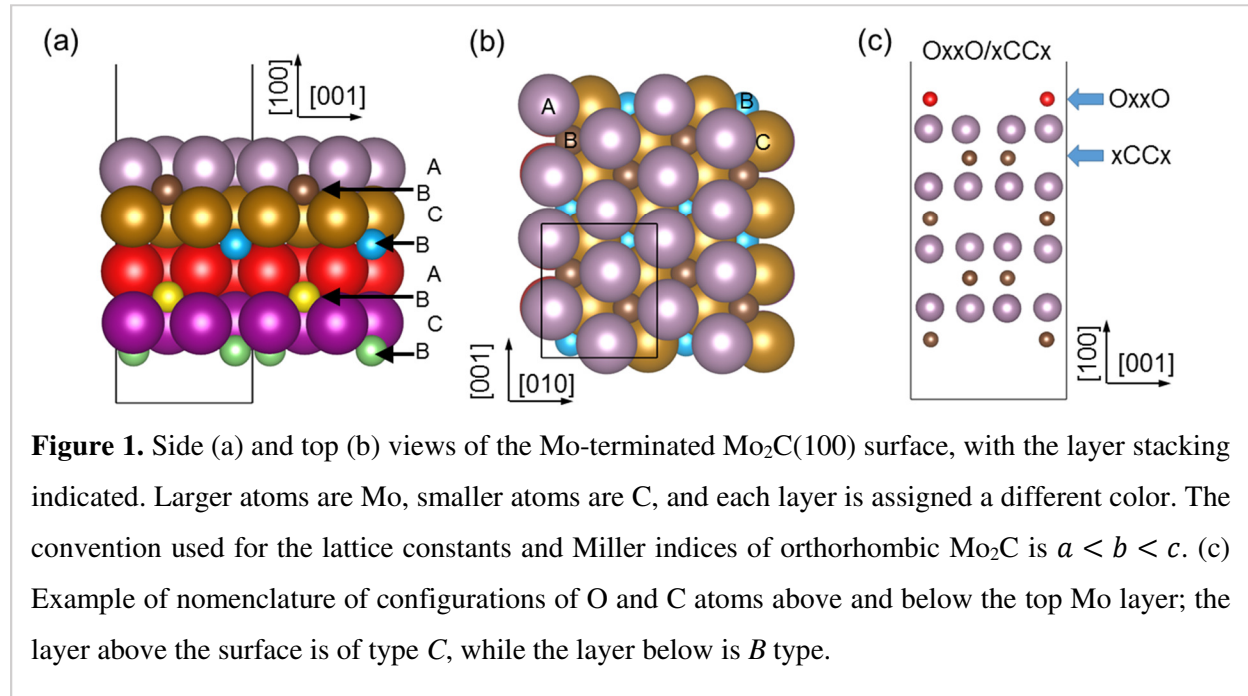 (a)
[100]
[001]
A
B
C
B
A
B
C
B
(b)
A
B
B
C
[001]
[010]
(c)
OxxO/xCCx
OxxO
xCCx
[100]
[001]
Figure 1. Side (a) and top (b) views of the Mo-terminated Mo₂C(100) surface, with the layer stacking
indicated. Larger atoms are Mo, smaller atoms are C, and each layer is assigned a different color. The
convention used for the lattice constants and Miller indices of orthorhombic Mo₂C is a < b < c. (c)
Example of nomenclature of configurations of O and C atoms above and below the top Mo layer; the
layer above the surface is of type C, while the layer below is B type.